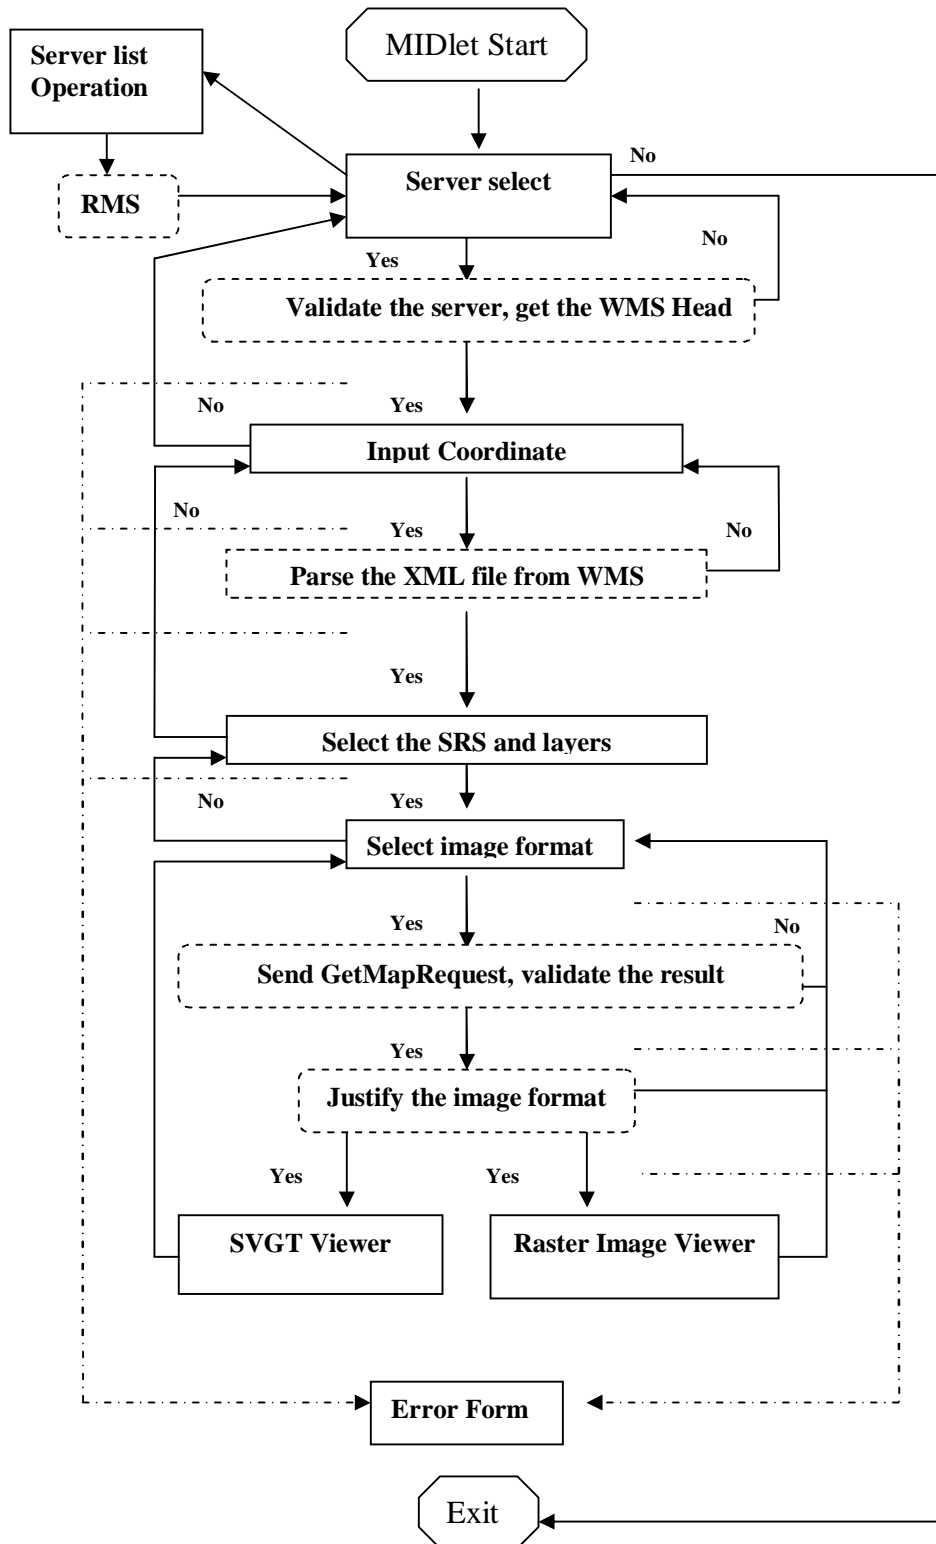 MIDlet Start
Server list
Operation
No
Server select
RMS
No
Yes
Validate the server, get the WMS Head
No
Yes
Input Coordinate
No
Yes
No
Parse the XML file from WMS
Yes
Select the SRS and layers
No
Yes
Select image format
Yes
No
Send GetMapRequest, validate the result
Yes
Justify the image format
Yes
Yes
SVGT Viewer
Raster Image Viewer
Error Form
Exit